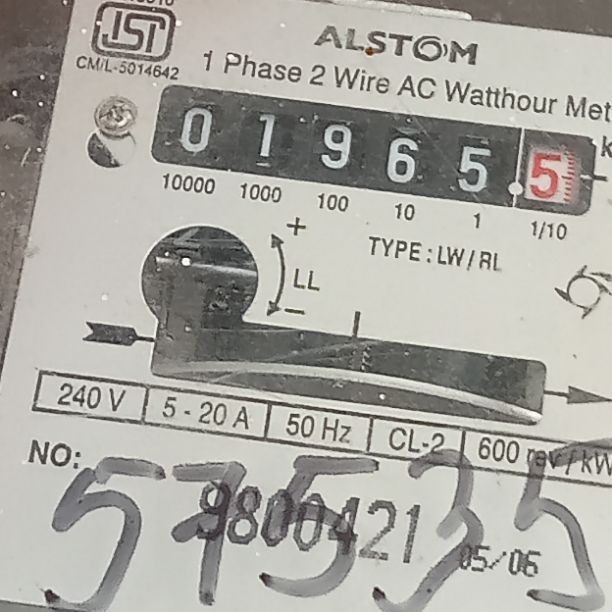 ISI
CM/L-5014642
ALSTOM
1 Phase 2 Wire AC Watthour Met
0 1 9 6 5 5
k
10000 1000 100 10 1 1/10
+
TYPE : LW/RL
LL
−
240 V 5 - 20 A 50 Hz CL-2 600 rev/kW
NO:
9800421
05/06
57535